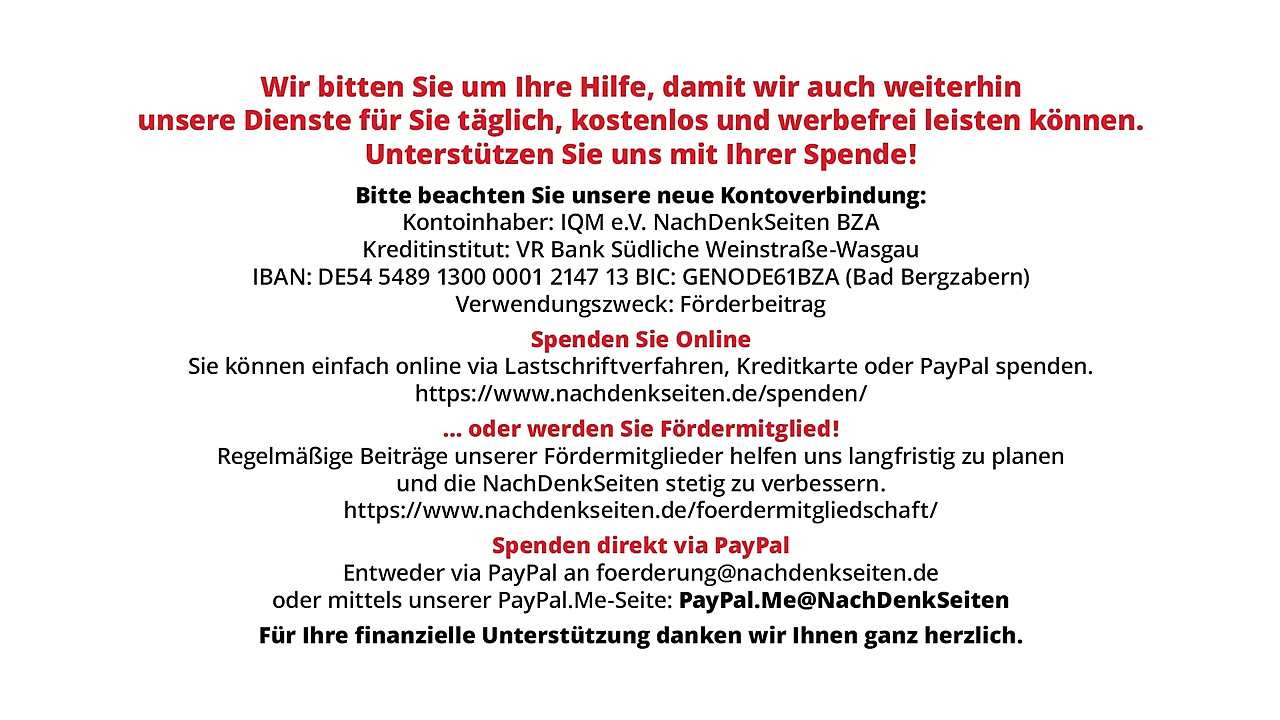 Wir bitten Sie um Ihre Hilfe, damit wir auch weiterhin
unsere Dienste für Sie täglich, kostenlos und werbefrei leisten können.
Unterstützen Sie uns mit Ihrer Spende!
Bitte beachten Sie unsere neue Kontoverbindung:
Kontoinhaber: IQM e.V. NachDenkSeiten BZA
Kreditinstitut: VR Bank Südliche Weinstraße-Wasgau
IBAN: DE54 5489 1300 0001 2147 13 BIC: GENODE61BZA (Bad Bergzabern)
Verwendungszweck: Förderbeitrag
Spenden Sie Online
Sie können einfach online via Lastschriftverfahren, Kreditkarte oder PayPal spenden.
https://www.nachdenkseiten.de/spenden/
... oder werden Sie Fördermitglied!
Regelmäßige Beiträge unserer Fördermitglieder helfen uns langfristig zu planen
und die NachDenkSeiten stetig zu verbessern.
https://www.nachdenkseiten.de/foerdermitgliedschaft/
Spenden direkt via PayPal
Entweder via PayPal an foerderung@nachdenkseiten.de
oder mittels unserer PayPal.Me-Seite: PayPal.Me@NachDenkSeiten
Für Ihre finanzielle Unterstützung danken wir Ihnen ganz herzlich.